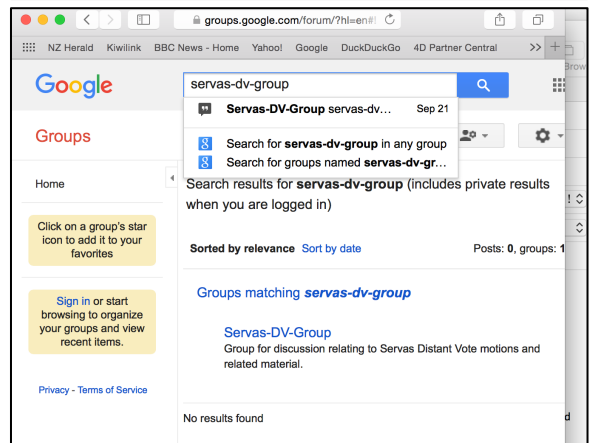 groups.google.com/forum/?hl=en#!
NZ Herald Kiwilink BBC News - Home Yahoo! Google DuckDuckGo 4D Partner Central >> +
Brow
Google
servas-dv-group
Servas-DV-Group servas-dv... Sep 21
8 Search for servas-dv-group in any group
8 Search for groups named servas-dv-gr...
Groups
Home
Search results for servas-dv-group (includes private results
when you are logged in)
!
Click on a group's star
icon to add it to your
favorites
Sorted by relevance Sort by date Posts: 0, groups: 1
Sign in or start
browsing to organize
your groups and view
recent items.
Groups matching servas-dv-group
Servas-DV-Group
Group for discussion relating to Servas Distant Vote motions and
related material.
Privacy - Terms of Service
No results found
d